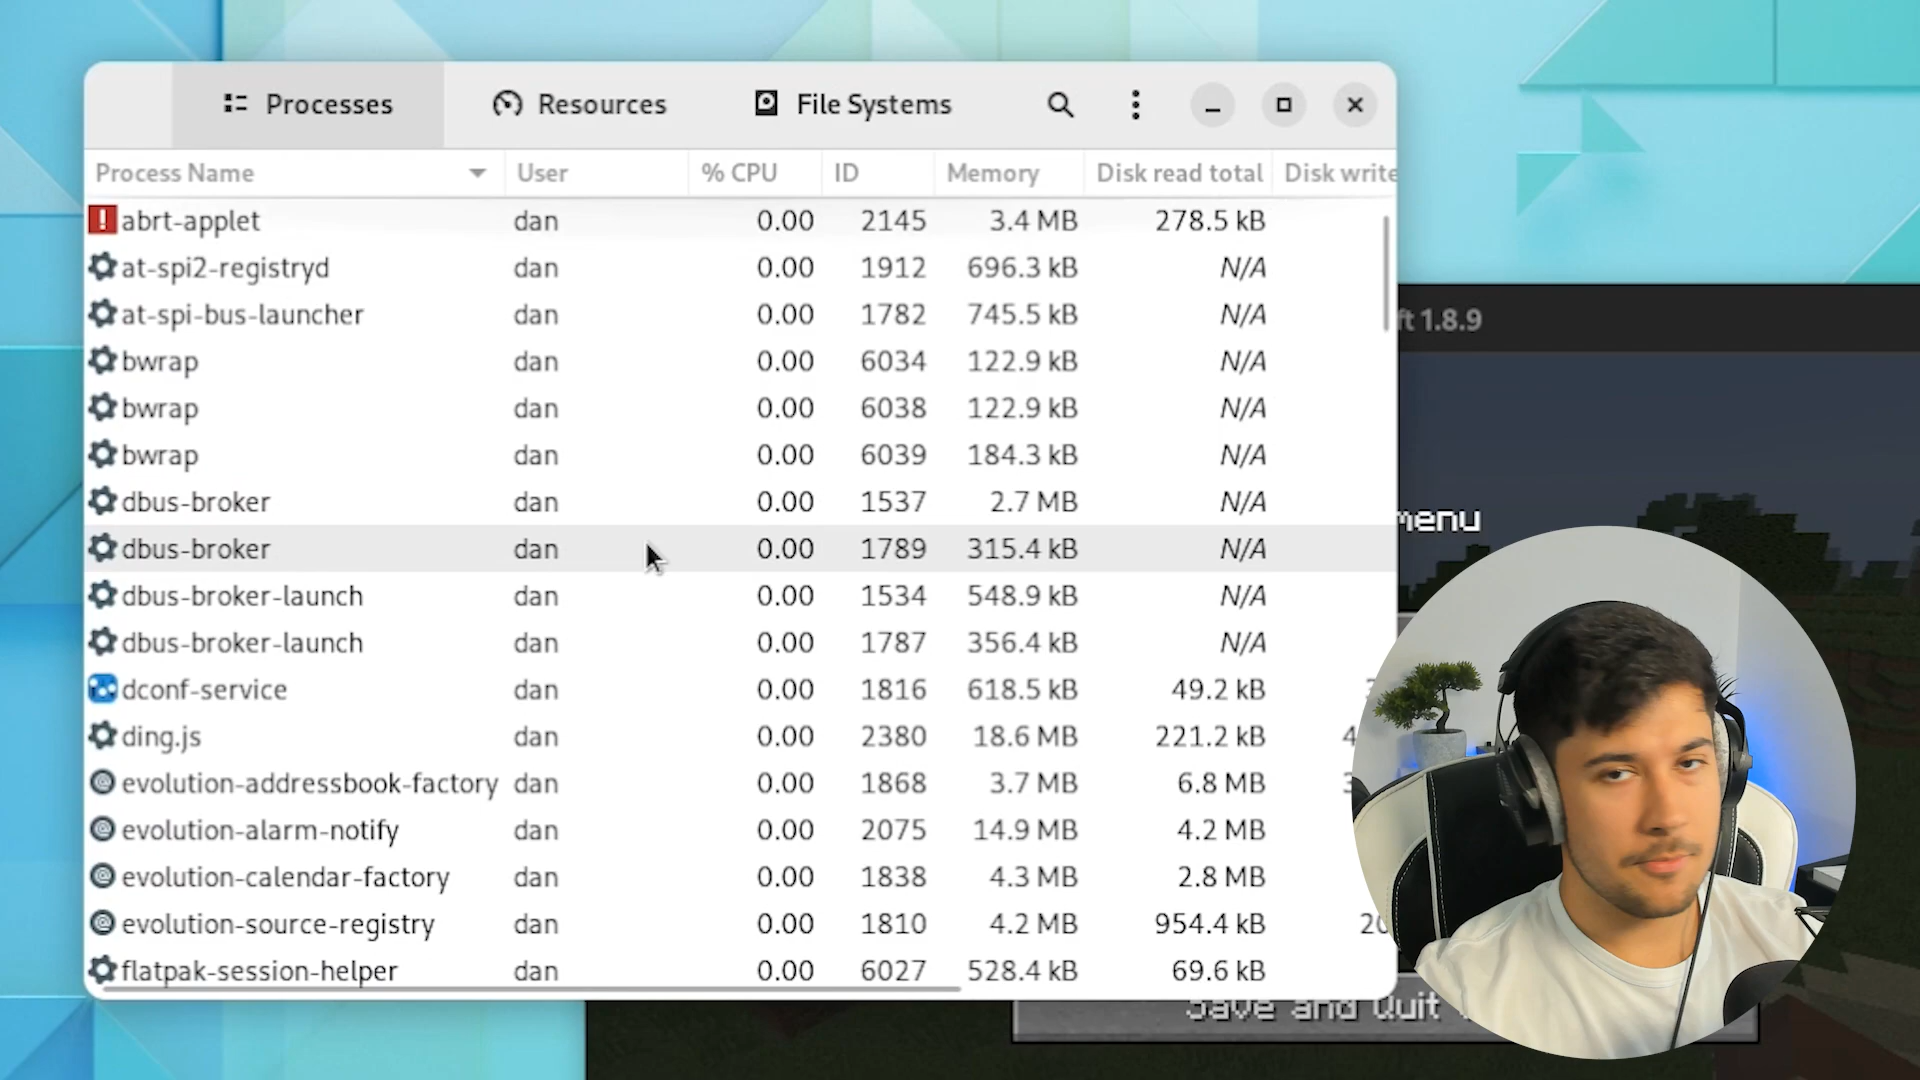 Processes Resources File Systems
Process Name User % CPU ID Memory Disk read total Disk write
abrt-applet dan 0.00 2145 3.4 MB 278.5 kB
at-spi2-registryd dan 0.00 1912 696.3 kB N/A
at-spi-bus-launcher dan 0.00 1782 745.5 kB N/A
ft 1.8.9
bwrap dan 0.00 6034 122.9 kB N/A
bwrap dan 0.00 6038 122.9 kB N/A
bwrap dan 0.00 6039 184.3 kB N/A
dbus-broker dan 0.00 1537 2.7 MB N/A
menu
dbus-broker dan 0.00 1789 315.4 kB N/A
dbus-broker-launch dan 0.00 1534 548.9 kB N/A
dbus-broker-launch dan 0.00 1787 356.4 kB N/A
dconf-service dan 0.00 1816 618.5 kB 49.2 kB
ding.js dan 0.00 2380 18.6 MB 221.2 kB 4
evolution-addressbook-factory dan 0.00 1868 3.7 MB 6.8 MB
evolution-alarm-notify dan 0.00 2075 14.9 MB 4.2 MB
evolution-calendar-factory dan 0.00 1838 4.3 MB 2.8 MB
evolution-source-registry dan 0.00 1810 4.2 MB 954.4 kB 20
flatpak-session-helper dan 0.00 6027 528.4 kB 69.6 kB
Save and Quit